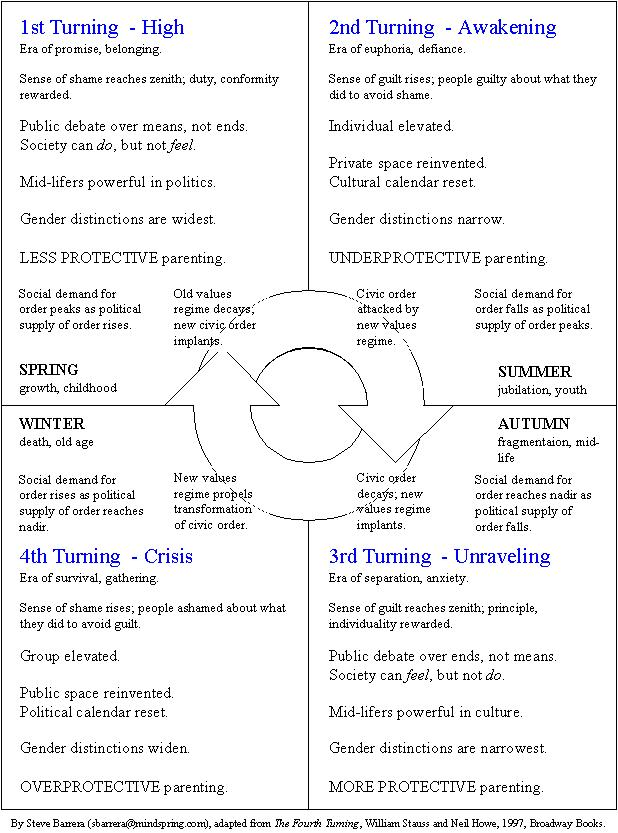 1st Turning - High
Era of promise, belonging.
Sense of shame reaches zenith; duty, conformity
rewarded.
Public debate over means, not ends.
Society can do, but not feel.
Mid-lifers powerful in politics.
Gender distinctions are widest.
LESS PROTECTIVE parenting.
Social demand for
order peaks as political
supply of order rises.
Old values
regime decays;
new civic order
implants.
SPRING
growth, childhood
2nd Turning - Awakening
Era of euphoria, defiance.
Sense of guilt rises; people guilty about what they
did to avoid shame.
Individual elevated.
Private space reinvented.
Cultural calendar reset.
Gender distinctions narrow.
UNDERPROTECTIVE parenting.
Civic order
attacked by
new values
regime.
Social demand for
order falls as political
supply of order peaks.
SUMMER
jubilation, youth
WINTER
death, old age
Social demand for
order rises as political
supply of order reaches
nadir.
New values
regime propels
transformation
of civic order.
4th Turning - Crisis
Era of survival, gathering.
Sense of shame rises; people ashamed about what
they did to avoid guilt.
Group elevated.
Public space reinvented.
Political calendar reset.
Gender distinctions widen.
OVERPROTECTIVE parenting.
AUTUMN
fragmentaion, mid-
life
Civic order
decays; new
values regime
implants.
Social demand for
order reaches nadir as
political supply of
order falls.
3rd Turning - Unraveling
Era of separation, anxiety.
Sense of guilt reaches zenith; principle,
individuality rewarded.
Public debate over ends, not means.
Society can feel, but not do.
Mid-lifers powerful in culture.
Gender distinctions are narrowest.
MORE PROTECTIVE parenting.
By Steve Barrera (sbarrera@mindspring.com), adapted from The Fourth Turning, William Stauss and Neil Howe, 1997, Broadway Books.